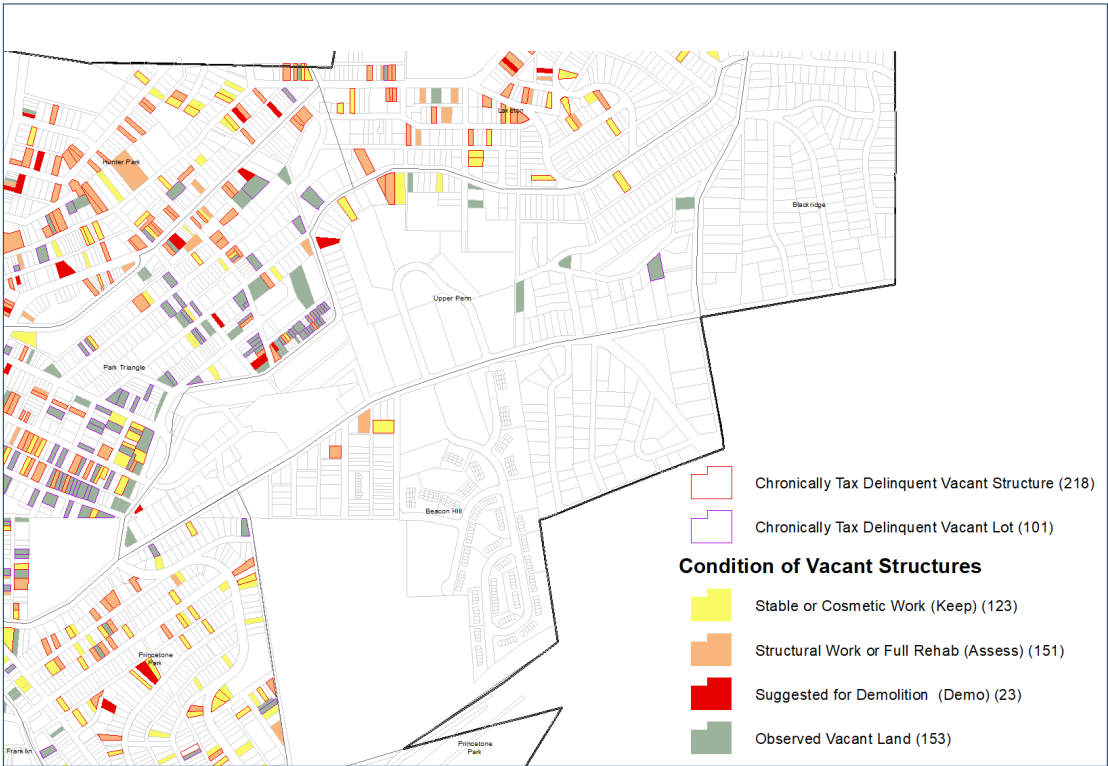 Laketon
Hunter Park
Blackridge
Upper Penn
Park Triangle
Chronically Tax Delinquent Vacant Structure (218)
Beacon Hill
Chronically Tax Delinquent Vacant Lot (101)
Condition of Vacant Structures
Stable or Cosmetic Work (Keep) (123)
Structural Work or Full Rehab (Assess) (151)
Princetone
Park
Suggested for Demolition (Demo) (23)
Observed Vacant Land (153)
Franklin
Princetone
Park